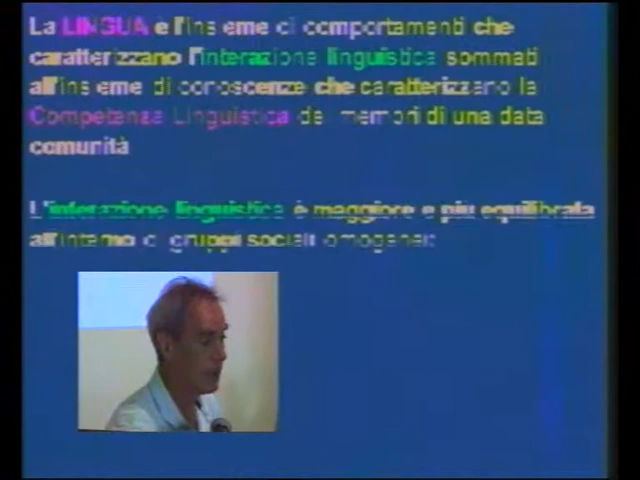 La LINGUA è l'insieme di comportamenti che
caratterizzano l'interazione linguistica sommati
all'insieme di conoscenze che caratterizzano la
Competenza Linguistica dei membri di una data
comunità
L'interazione linguistica è maggiore e più equilibrata
all'interno di gruppi sociali omogenei: